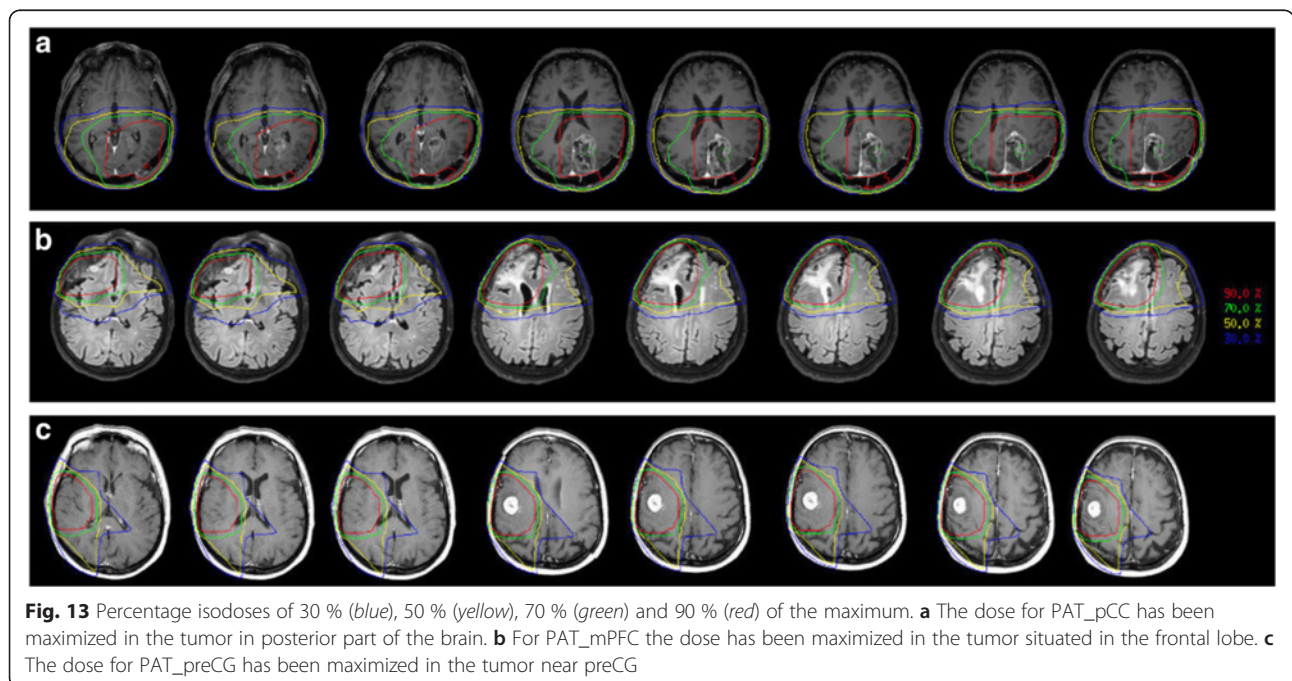 a
b
90.0 %
70.0 %
50.0 %
30.0 %
c
Fig. 13 Percentage isodoses of 30 % (blue), 50 % (yellow), 70 % (green) and 90 % (red) of the maximum. a The dose for PAT_pCC has been
maximized in the tumor in posterior part of the brain. b For PAT_mPFC the dose has been maximized in the tumor situated in the frontal lobe. c
The dose for PAT_preCG has been maximized in the tumor near preCG